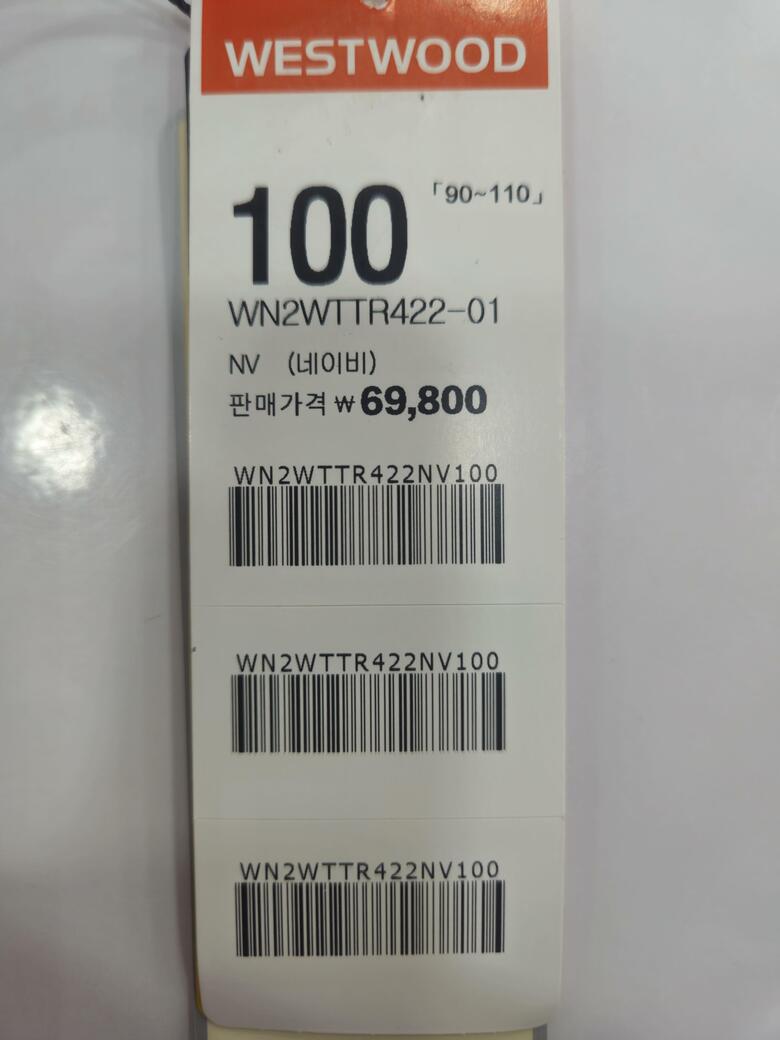 WESTWOOD
100 「90~110」
WN2WTTR422-01
NV (네이비)
판매가격 ₩69,800
WN2WTTR422NV100
WN2WTTR422NV100
WN2WTTR422NV100